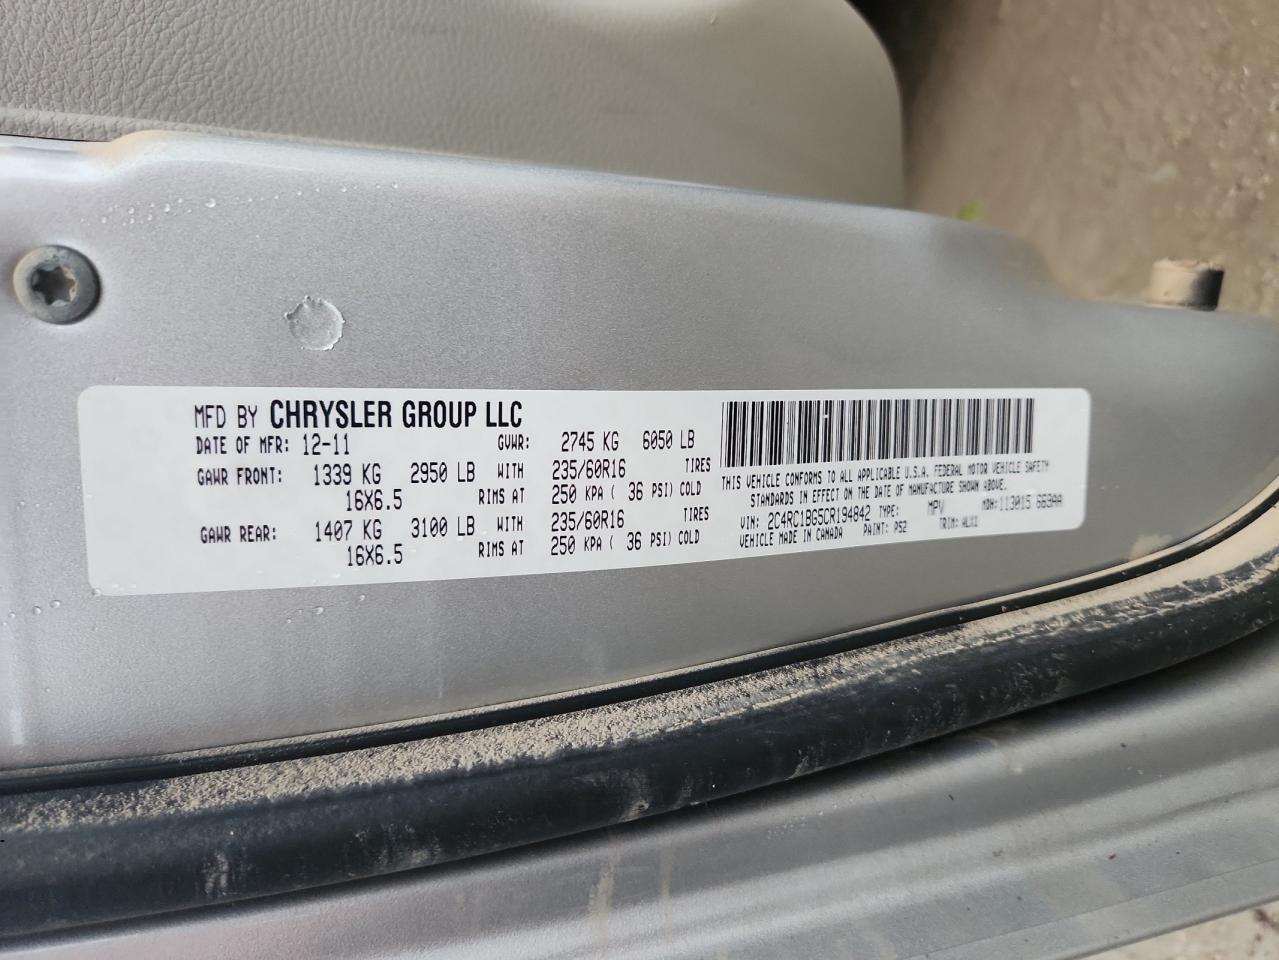 MFD BY CHRYSLER GROUP LLC
DATE OF MFR: 12-11 GVWR: 2745 KG 6050 LB
GAWR FRONT: 1339 KG 2950 LB WITH 235/60R16 TIRES
16X6.5 RIMS AT 250 KPA ( 36 PSI) COLD
GAWR REAR: 1407 KG 3100 LB WITH 235/60R16 TIRES
16X6.5 RIMS AT 250 KPA ( 36 PSI) COLD
THIS VEHICLE CONFORMS TO ALL APPLICABLE U.S.A. FEDERAL MOTOR VEHICLE SAFETY
STANDARDS IN EFFECT ON THE DATE OF MANUFACTURE SHOWN ABOVE.
VIN: 2C4RC1BG5CR194842 TYPE: MPV MDH: 113015 663AA
VEHICLE MADE IN CANADA PAINT: PS2 TRIM: